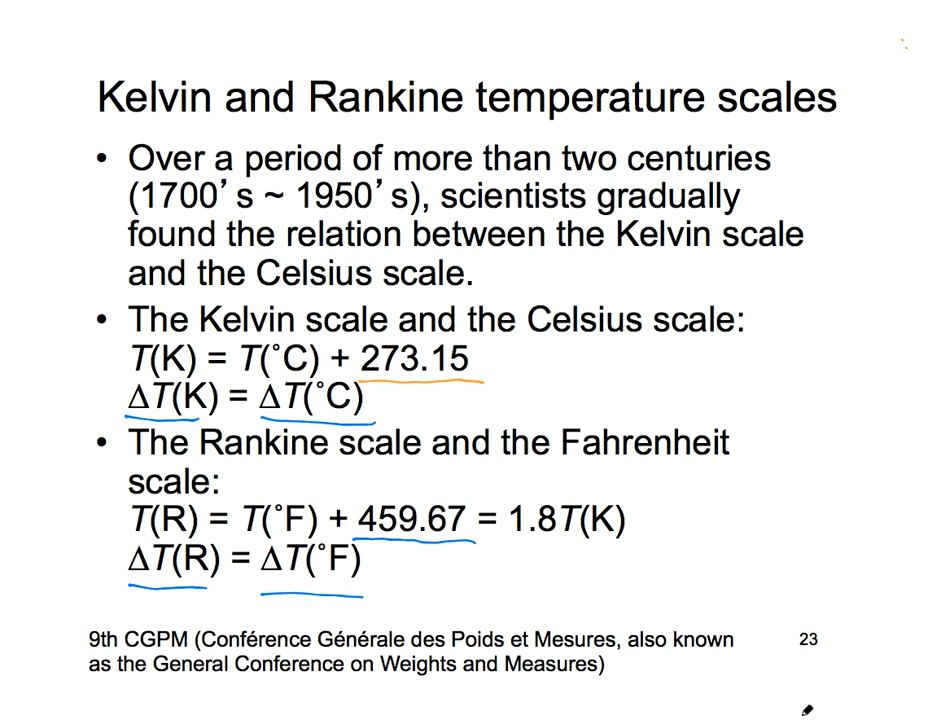 Kelvin and Rankine temperature scales
• Over a period of more than two centuries
(1700's ~ 1950's), scientists gradually
found the relation between the Kelvin scale
and the Celsius scale.
• The Kelvin scale and the Celsius scale:
T(K) = T(˚C) + 273.15
ΔT(K) = ΔT(˚C)
• The Rankine scale and the Fahrenheit
scale:
T(R) = T(˚F) + 459.67 = 1.8T(K)
ΔT(R) = ΔT(˚F)
9th CGPM (Conférence Générale des Poids et Mesures, also known
as the General Conference on Weights and Measures)
23